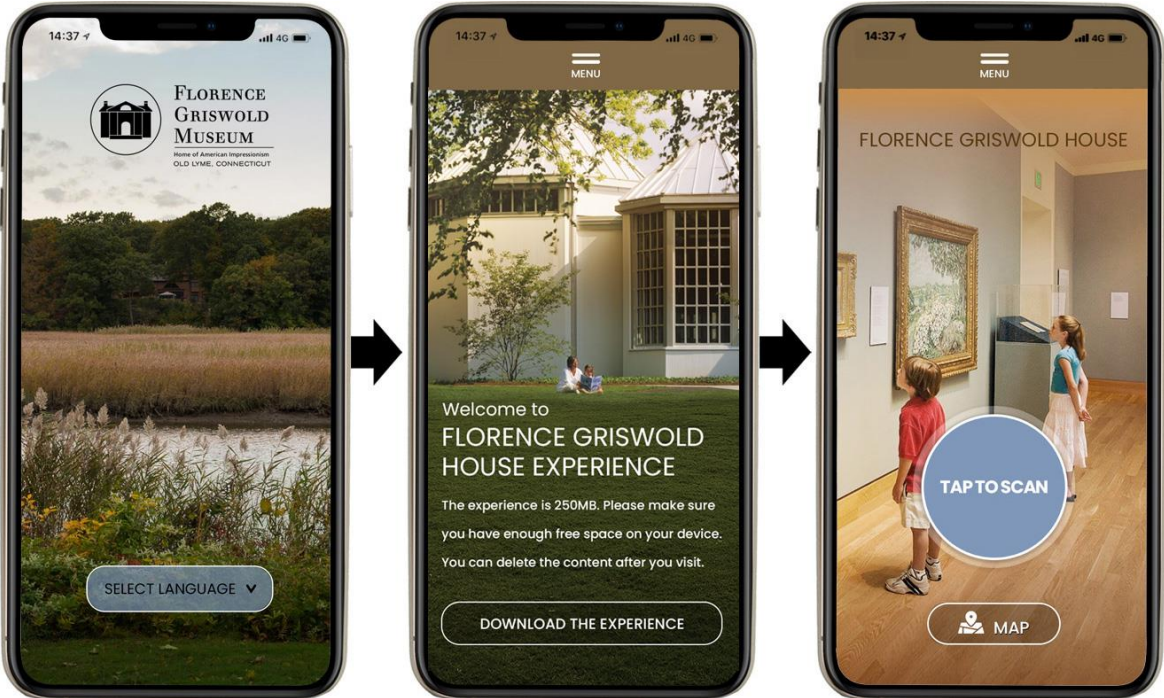 14:37
4G
FLORENCE
GRISWOLD
MUSEUM
Home of American Impressionism
OLD LYME, CONNECTICUT
SELECT LANGUAGE
14:37
4G
MENU
Welcome to
FLORENCE GRISWOLD
HOUSE EXPERIENCE
The experience is 250MB. Please make sure
you have enough free space on your device.
You can delete the content after you visit.
DOWNLOAD THE EXPERIENCE
14:37
4G
MENU
FLORENCE GRISWOLD HOUSE
TAP TO SCAN
MAP